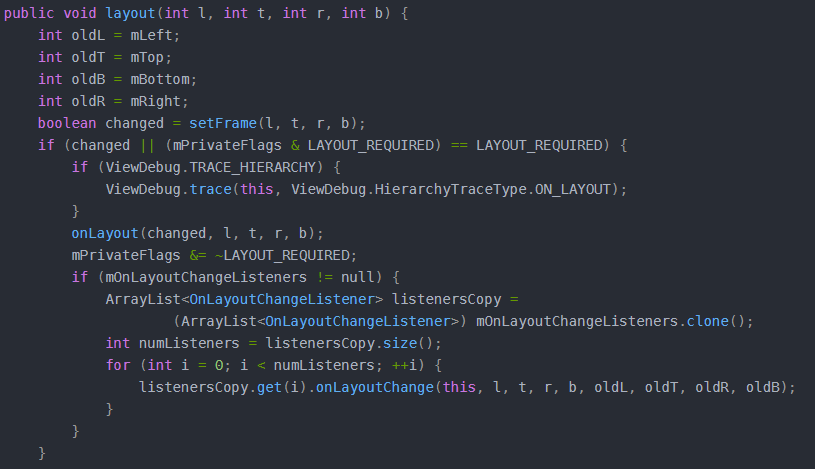 public void layout(int l, int t, int r, int b) {
    int oldL = mLeft;
    int oldT = mTop;
    int oldB = mBottom;
    int oldR = mRight;
    boolean changed = setFrame(l, t, r, b);
    if (changed || (mPrivateFlags & LAYOUT_REQUIRED) == LAYOUT_REQUIRED) {
        if (ViewDebug.TRACE_HIERARCHY) {
            ViewDebug.trace(this, ViewDebug.HierarchyTraceType.ON_LAYOUT);
        }
        onLayout(changed, l, t, r, b);
        mPrivateFlags &= ~LAYOUT_REQUIRED;
        if (mOnLayoutChangeListeners != null) {
            ArrayList<OnLayoutChangeListener> listenersCopy =
                    (ArrayList<OnLayoutChangeListener>) mOnLayoutChangeListeners.clone();
            int numListeners = listenersCopy.size();
            for (int i = 0; i < numListeners; ++i) {
                listenersCopy.get(i).onLayoutChange(this, l, t, r, b, oldL, oldT, oldR, oldB);
            }
        }
    }